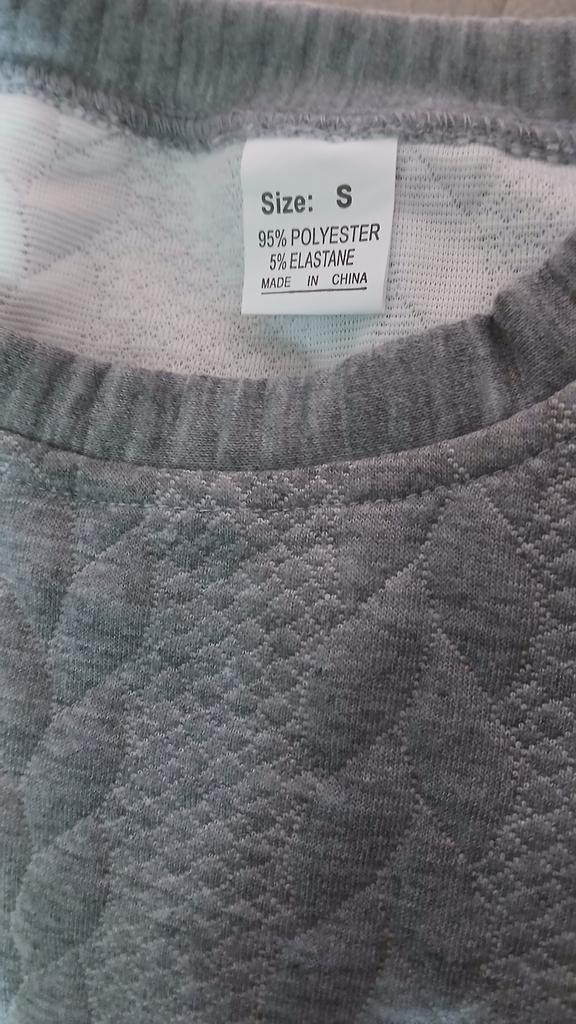 Size: S
95% POLYESTER
5% ELASTANE
MADE IN CHINA